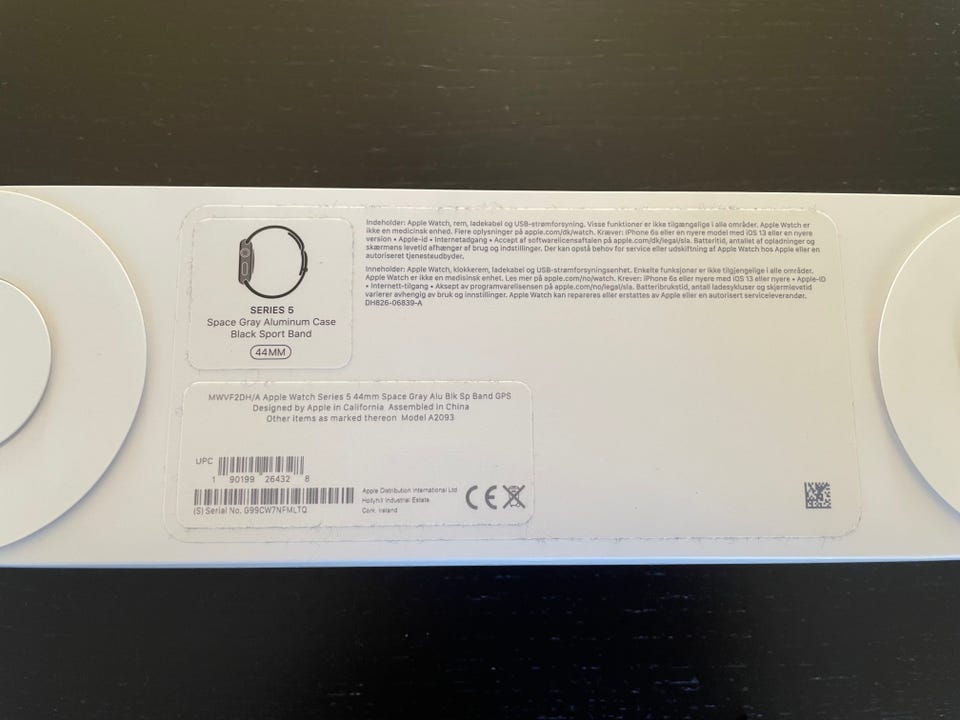 SERIES 5
Space Gray Aluminum Case
Black Sport Band
44MM
Indeholder: Apple Watch, rem, ladekabel og USB-strømforsyning. Visse funktioner er ikke tilgængelige i alle områder. Apple Watch er
ikke en medicinsk enhed. Flere oplysninger på apple.com/dk/watch. Kræver: iPhone 6s eller en nyere model med iOS 13 eller en nyere
version • Apple-id • Internetadgang • Accept af softwarelicensaftalen på apple.com/dk/legal/sla. Batteritid, antallet af opladninger og
skærmens levetid afhænger af brug og indstillinger. Der kan opstå behov for service af eller udskiftning af Apple Watch hos Apple eller en
autoriseret tjenesteudbyder.
Inneholder: Apple Watch, klokkerem, ladekabel og USB-strømforsyningsenhet. Enkelte funksjoner er ikke tilgjengelige i alle områder.
Apple Watch er ikke en medisinsk enhet. Les mer på apple.com/no/watch. Krever: iPhone 6s eller nyere med iOS 13 eller nyere • Apple-ID
• Internett-tilgang • Aksept av programvarelisensen på apple.com/no/legal/sla. Batteribrukstid, antall ladesykluser og skjermlevetid
varierer avhengig av bruk og innstillinger. Apple Watch kan repareres eller erstattes av Apple eller en autorisert serviceleverandør.
DH826-06839-A
MWVF2DH/A Apple Watch Series 5 44mm Space Gray Alu Blk Sp Band GPS
Designed by Apple in California Assembled in China
Other items as marked thereon Model A2093
UPC
1 90199 26432 8
(S) Serial No. G99CW7NFMLTQ
Apple Distribution International Ltd
Hollyhill Industrial Estate
Cork, Ireland
CE